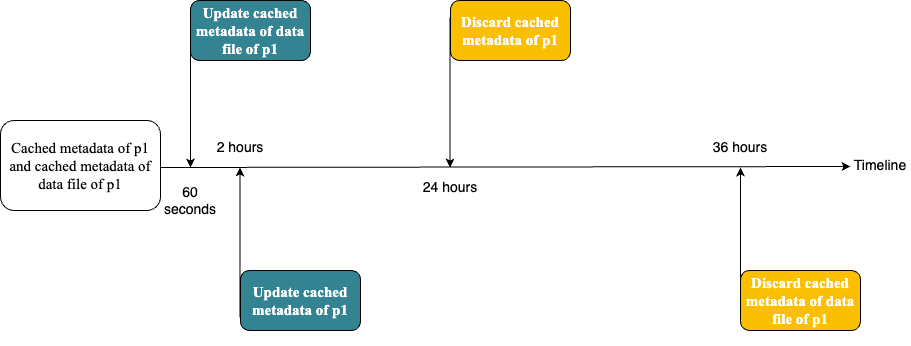 Update cached
metadata of data
file of p1
Discard cached
metadata of p1
Cached metadata of p1
and cached metadata of
data file of p1
2 hours
36 hours
Timeline
60
seconds
24 hours
Update cached
metadata of p1
Discard cached
metadata of data
file of p1